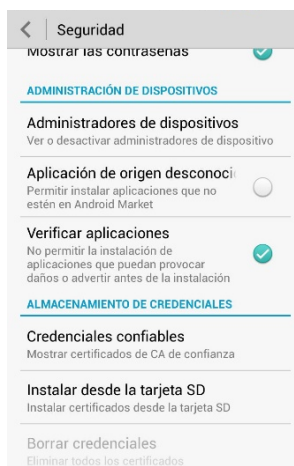 Seguridad
Mostrar las contraseñas
ADMINISTRACIÓN DE DISPOSITIVOS
Administradores de dispositivos
Ver o desactivar administradores de dispositivo
Aplicación de origen desconoci
Permitir instalar aplicaciones que no
estén en Android Market
Verificar aplicaciones
No permitir la instalación de
aplicaciones que puedan provocar
daños o advertir antes de la instalación
ALMACENAMIENTO DE CREDENCIALES
Credenciales confiables
Mostrar certificados de CA de confianza
Instalar desde la tarjeta SD
Instalar certificados desde la tarjeta SD
Borrar credenciales
Eliminar todos los certificados